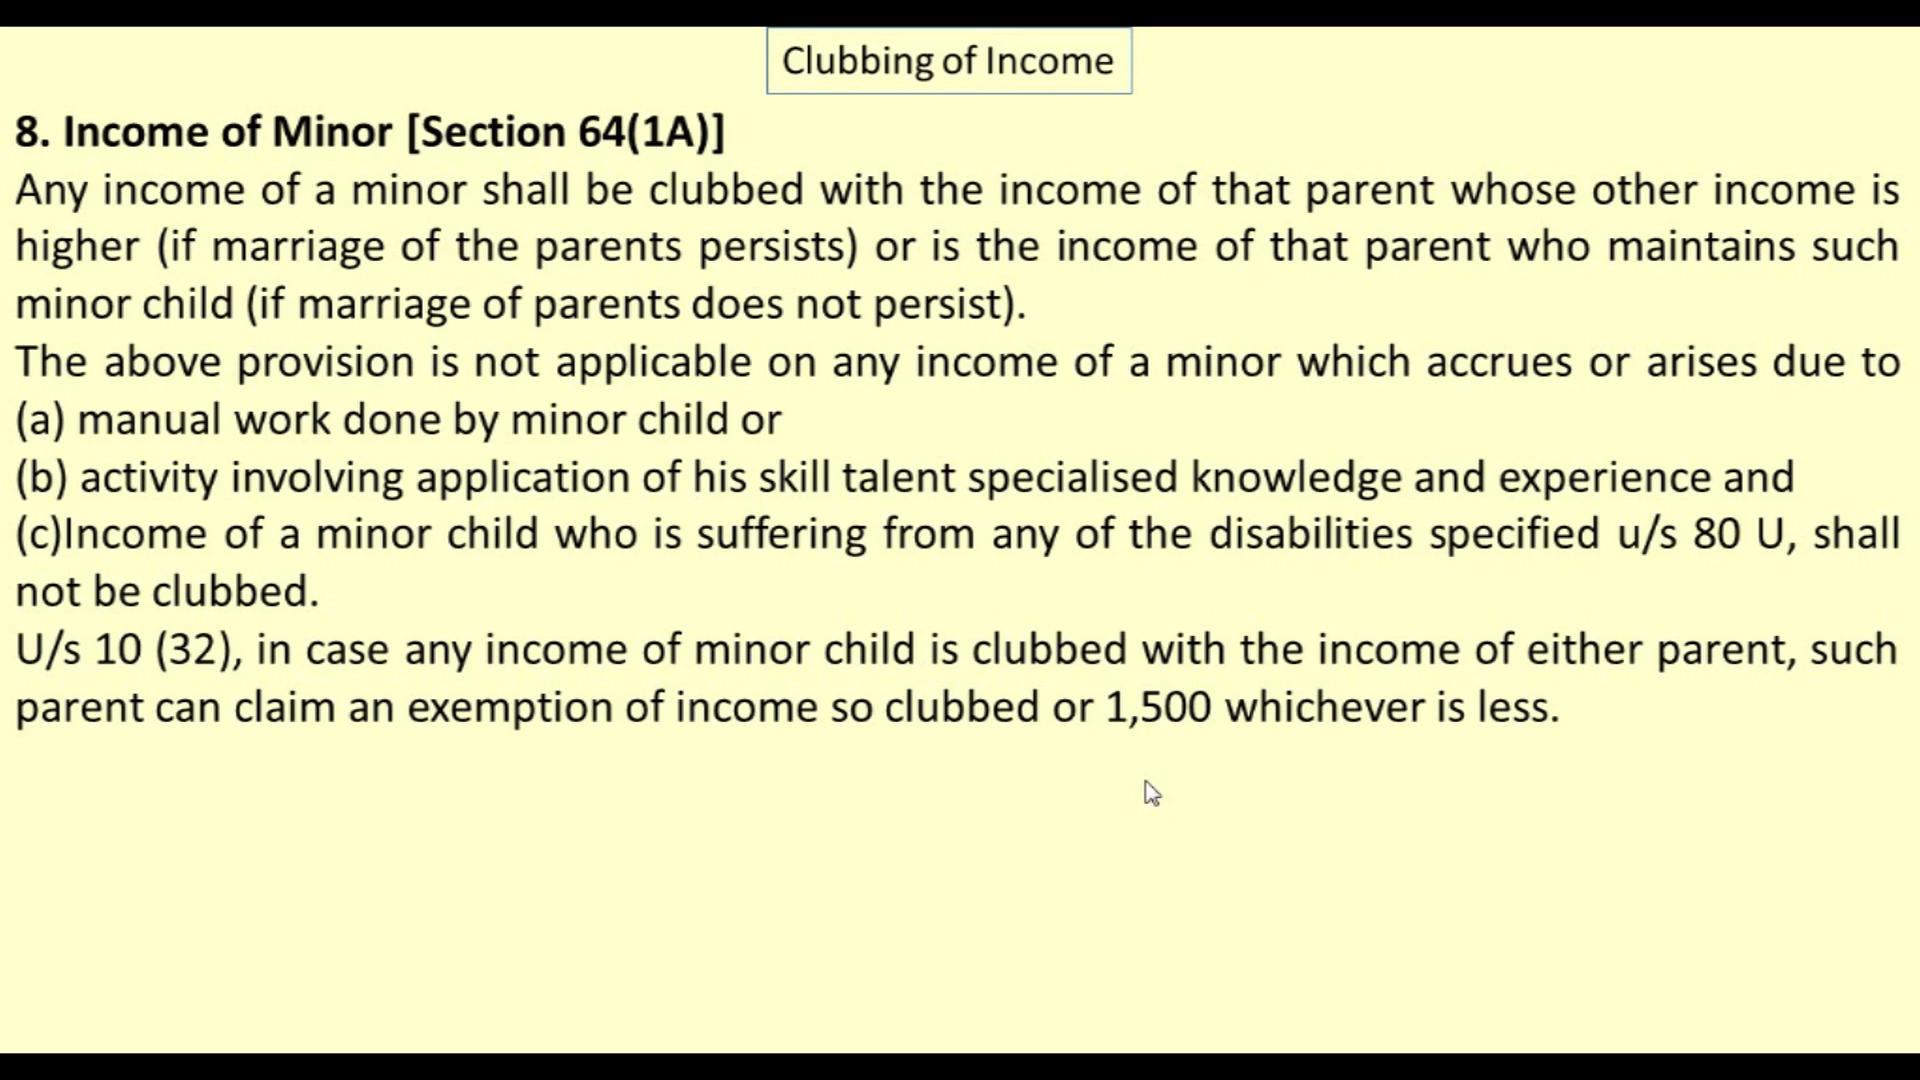 Clubbing of Income
8. Income of Minor [Section 64(1A)]
Any income of a minor shall be clubbed with the income of that parent whose other income is
higher (if marriage of the parents persists) or is the income of that parent who maintains such
minor child (if marriage of parents does not persist).
The above provision is not applicable on any income of a minor which accrues or arises due to
(a) manual work done by minor child or
(b) activity involving application of his skill talent specialised knowledge and experience and
(c)Income of a minor child who is suffering from any of the disabilities specified u/s 80 U, shall
not be clubbed.
U/s 10 (32), in case any income of minor child is clubbed with the income of either parent, such
parent can claim an exemption of income so clubbed or 1,500 whichever is less.